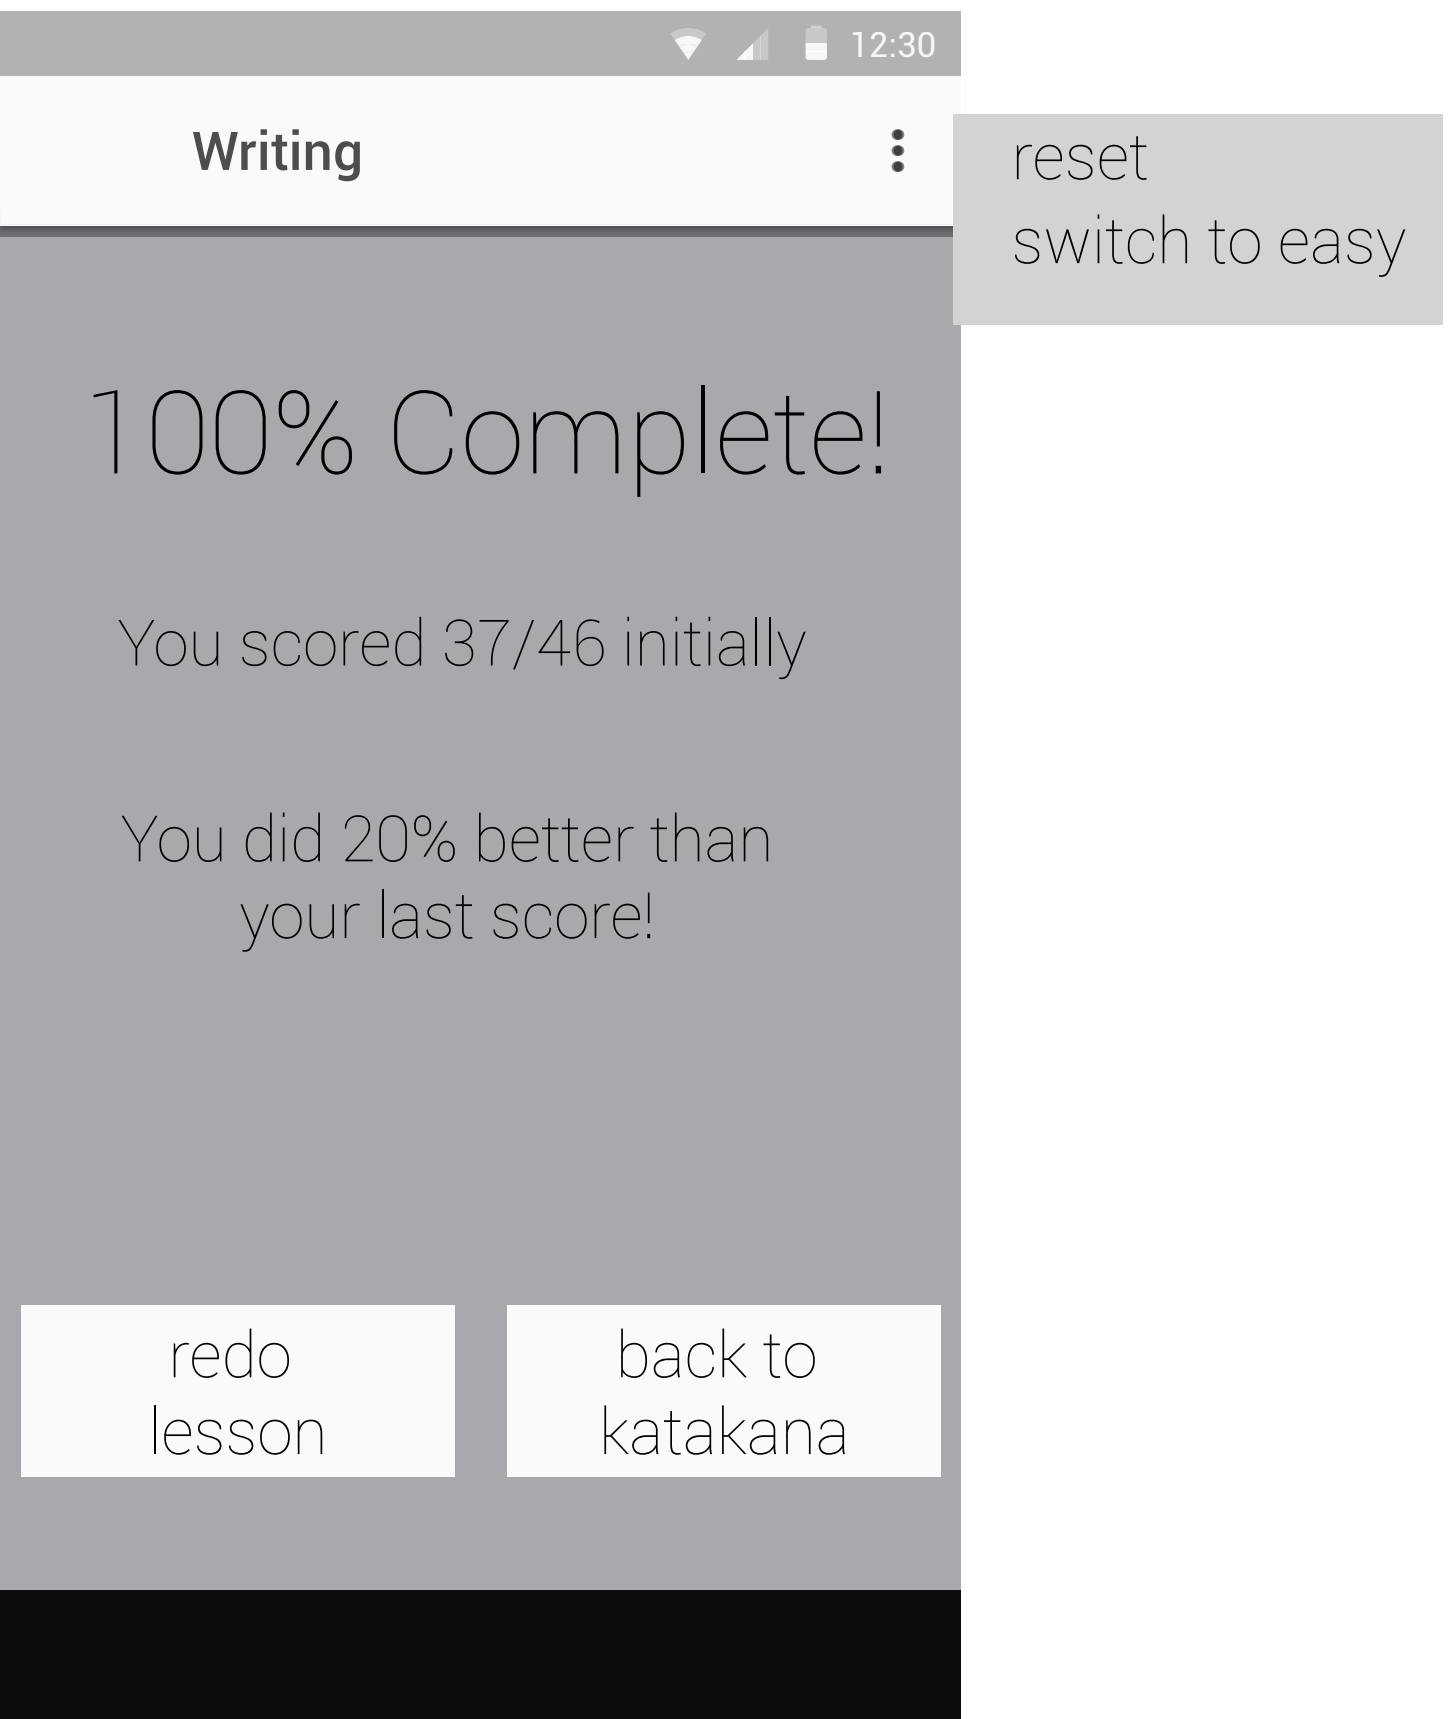 12:30
Writing
reset
switch to easy
100% Complete!
You scored 37/46 initially
You did 20% better than
your last score!
redo
lesson
back to
katakana